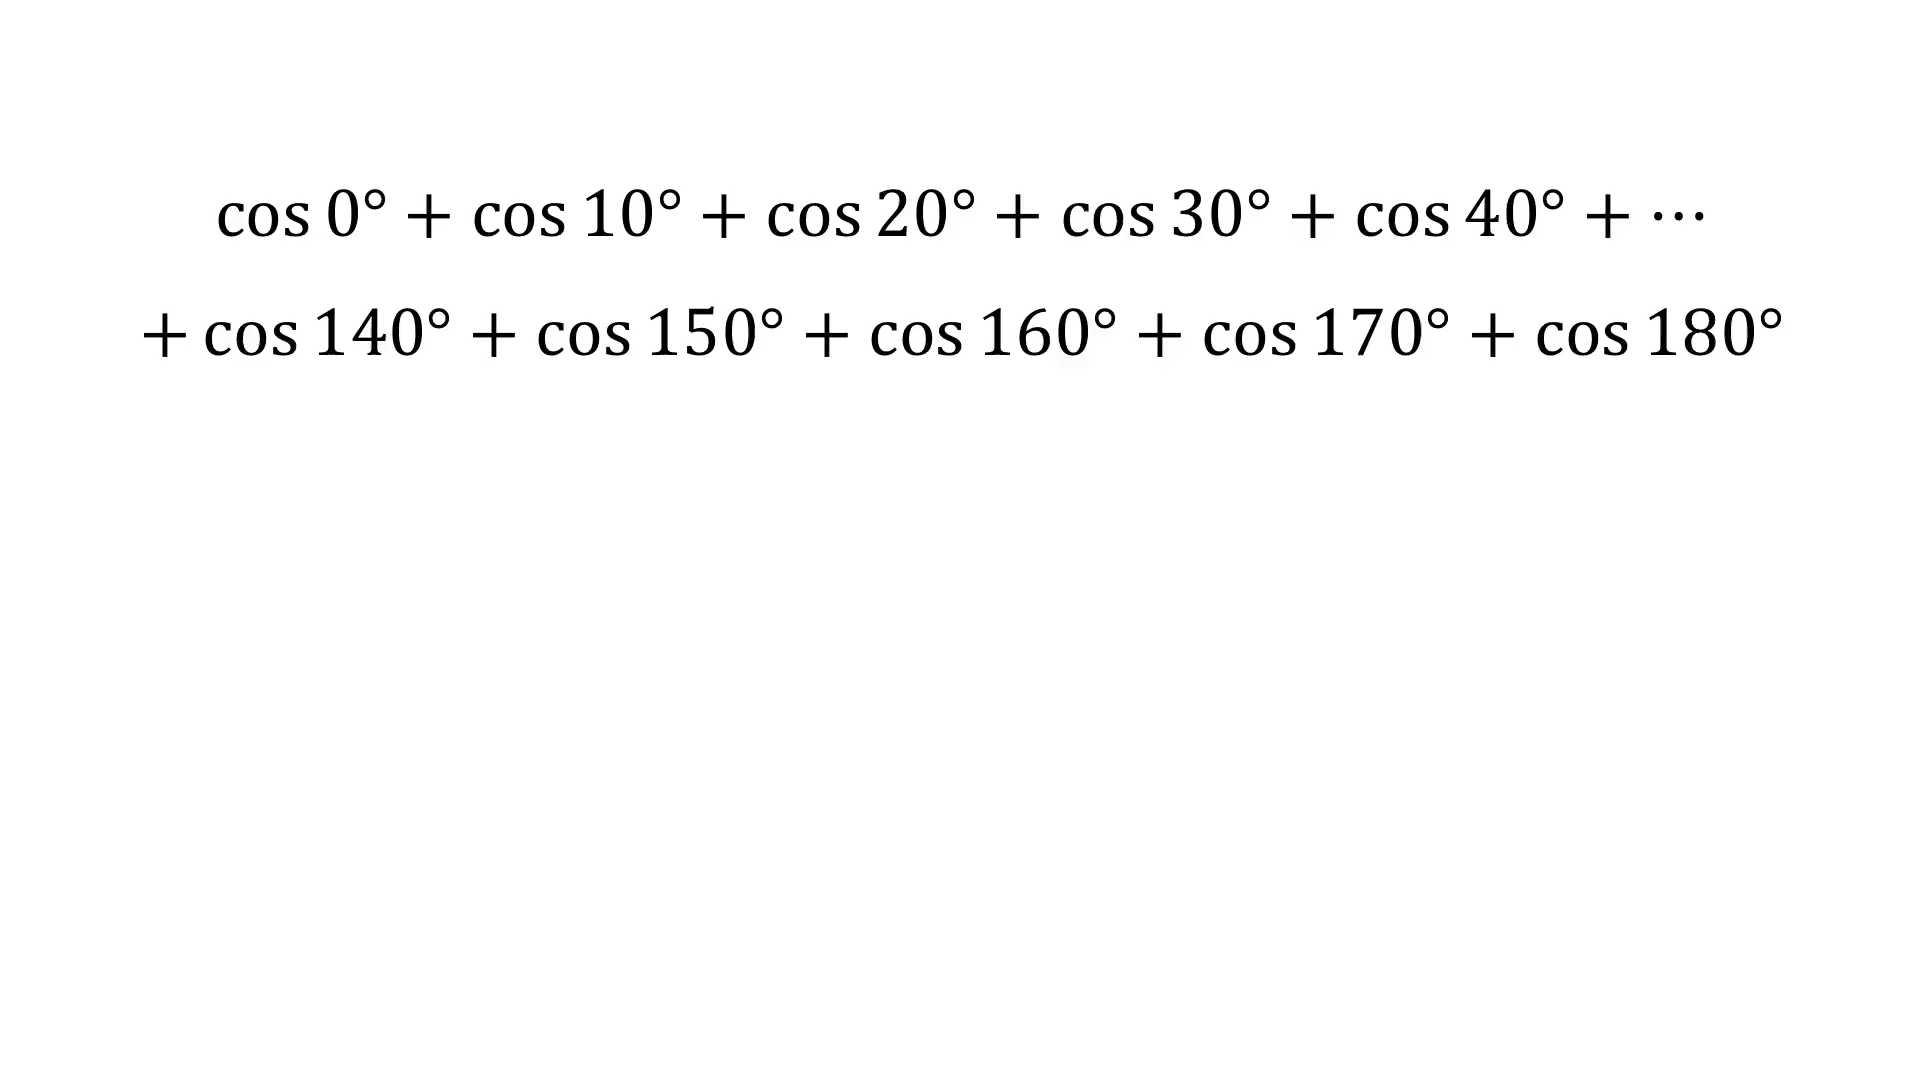 cos 0° + cos 10° + cos 20° + cos 30° + cos 40° + ⋯
+ cos 140° + cos 150° + cos 160° + cos 170° + cos 180°